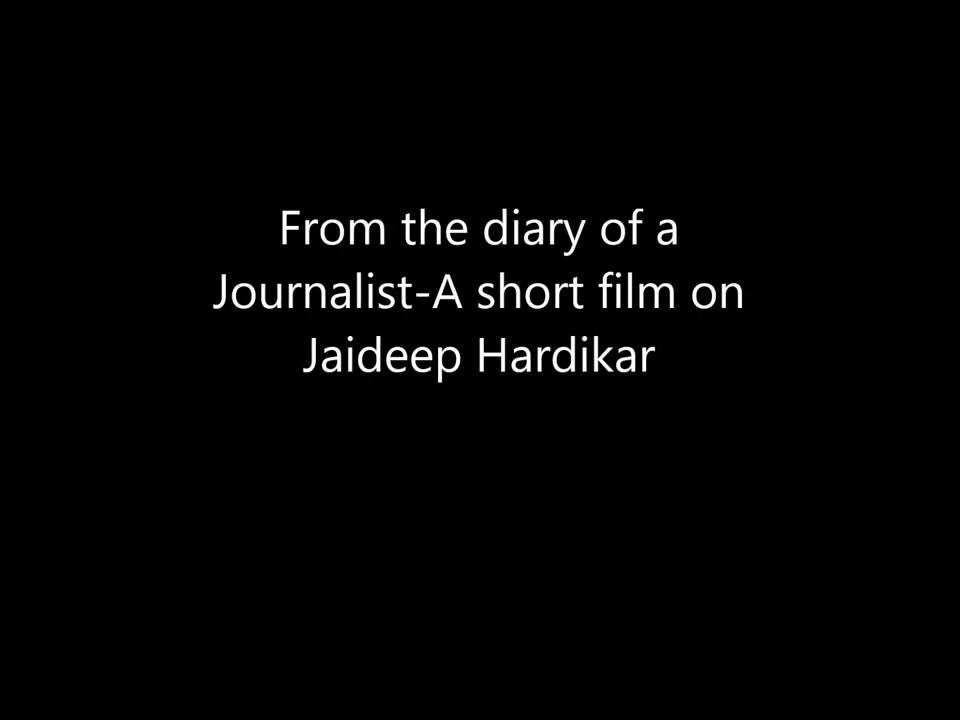 From the diary of a
Journalist-A short film on
Jaideep Hardikar